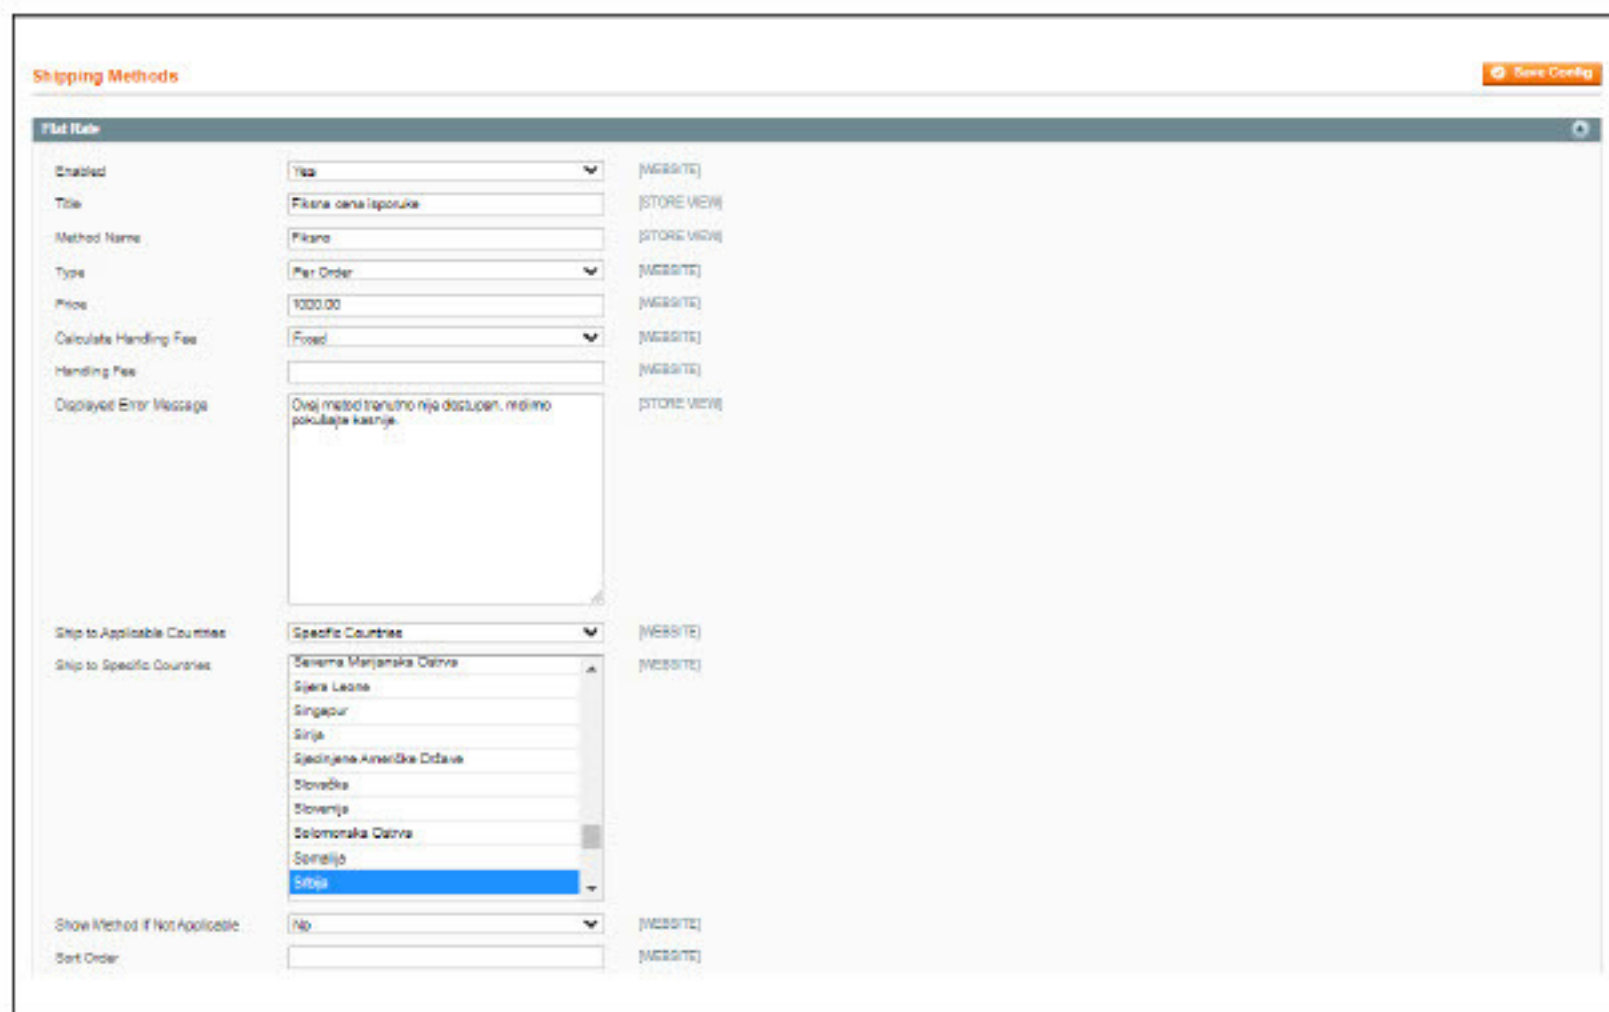 Shipping Methods
Save Config
Flat Rate
Enabled Yes [WEBSITE]
Title Fiksna cena isporuke [STORE VIEW]
Method Name Fiksno [STORE VIEW]
Type Per Order [WEBSITE]
Price 1000.00 [WEBSITE]
Calculate Handling Fee Fixed [WEBSITE]
Handling Fee [WEBSITE]
Displayed Error Message Ovaj metod trenutno nije dostupan, molimo [STORE VIEW]
pokušajte kasnije.
Ship to Applicable Countries Specific Countries [WEBSITE]
Ship to Specific Countries Severna Marijanska Ostrva [WEBSITE]
Sijera Leone
Singapur
Sirija
Sjedinjene Američke Države
Slovačka
Slovenija
Solomonska Ostrva
Somalija
Srbija
Show Method if Not Applicable No [WEBSITE]
Sort Order [WEBSITE]